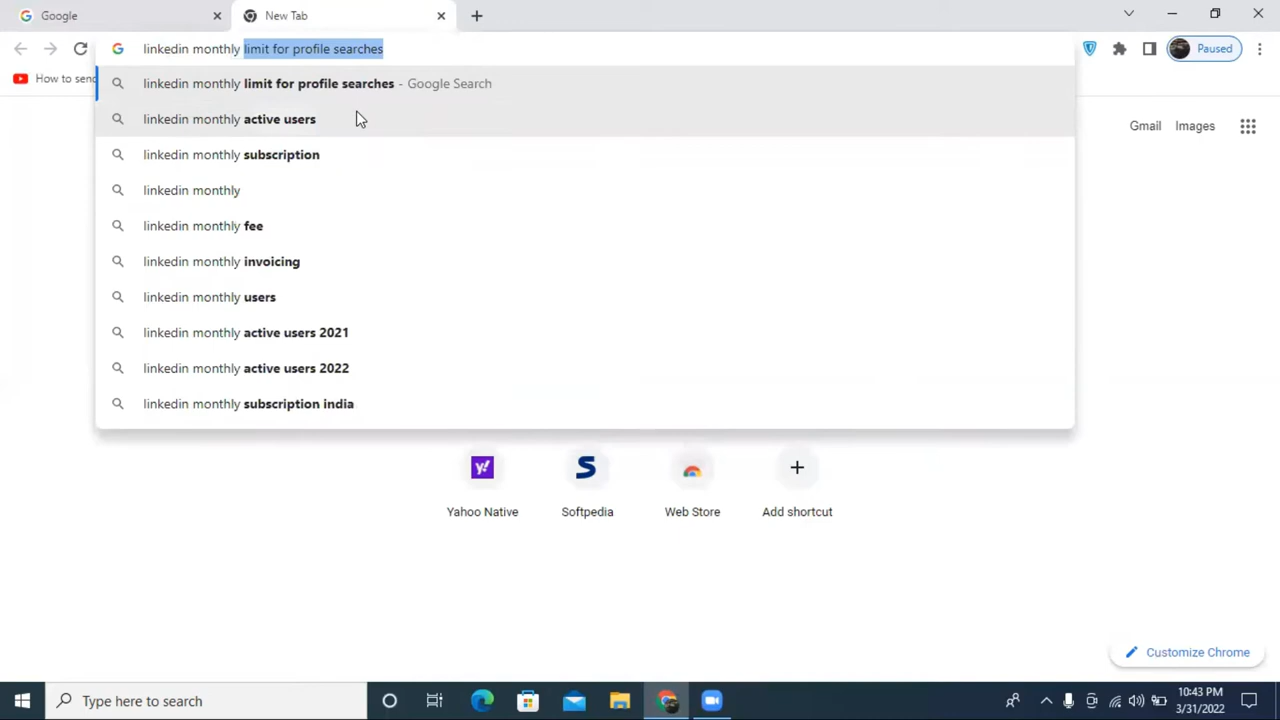 Google
New Tab
linkedin monthly limit for profile searches
Paused
How to send
linkedin monthly limit for profile searches - Google Search
linkedin monthly active users
Gmail
Images
linkedin monthly subscription
linkedin monthly
linkedin monthly fee
linkedin monthly invoicing
linkedin monthly users
linkedin monthly active users 2021
linkedin monthly active users 2022
linkedin monthly subscription india
Yahoo Native
Softpedia
Web Store
Add shortcut
Customize Chrome
Type here to search
10:43 PM
3/31/2022